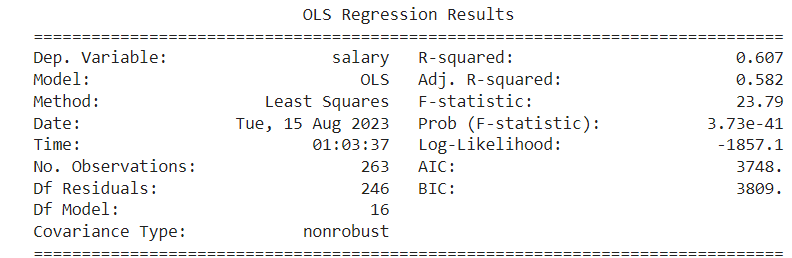 OLS Regression Results
==============================================================================
Dep. Variable:                 salary   R-squared:                       0.607
Model:                            OLS   Adj. R-squared:                  0.582
Method:                 Least Squares   F-statistic:                     23.79
Date:                Tue, 15 Aug 2023   Prob (F-statistic):           3.73e-41
Time:                        01:03:37   Log-Likelihood:                -1857.1
No. Observations:                 263   AIC:                             3748.
Df Residuals:                     246   BIC:                             3809.
Df Model:                          16
Covariance Type:            nonrobust
==============================================================================